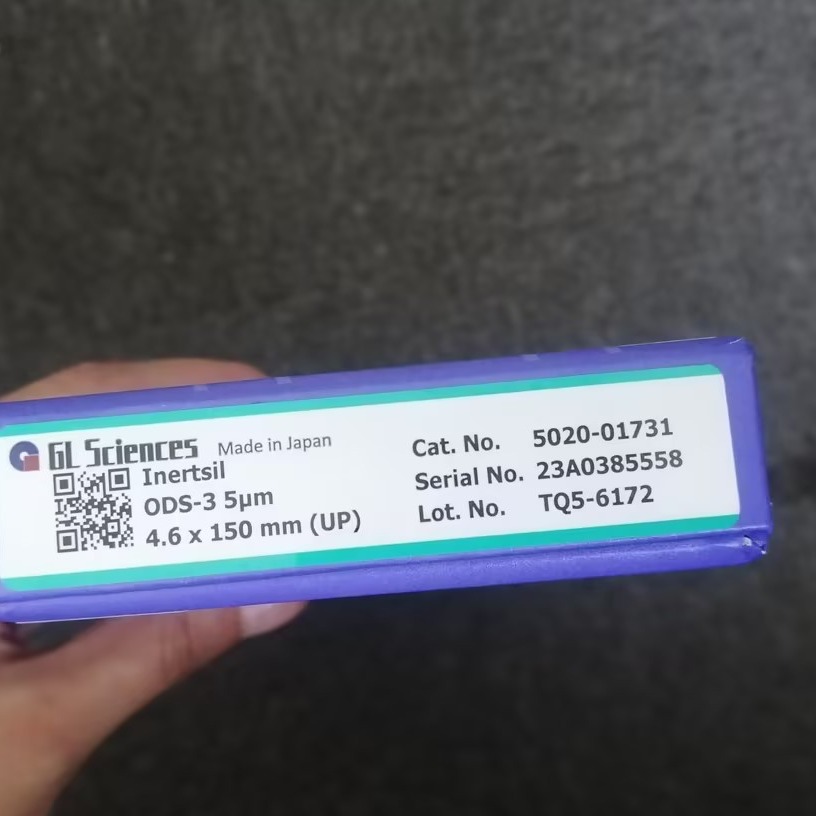 GL Sciences Made in Japan
Inertsil
ODS-3 5µm
4.6 x 150 mm (UP)
Cat. No. 5020-01731
Serial No. 23A0385558
Lot. No. TQ5-6172